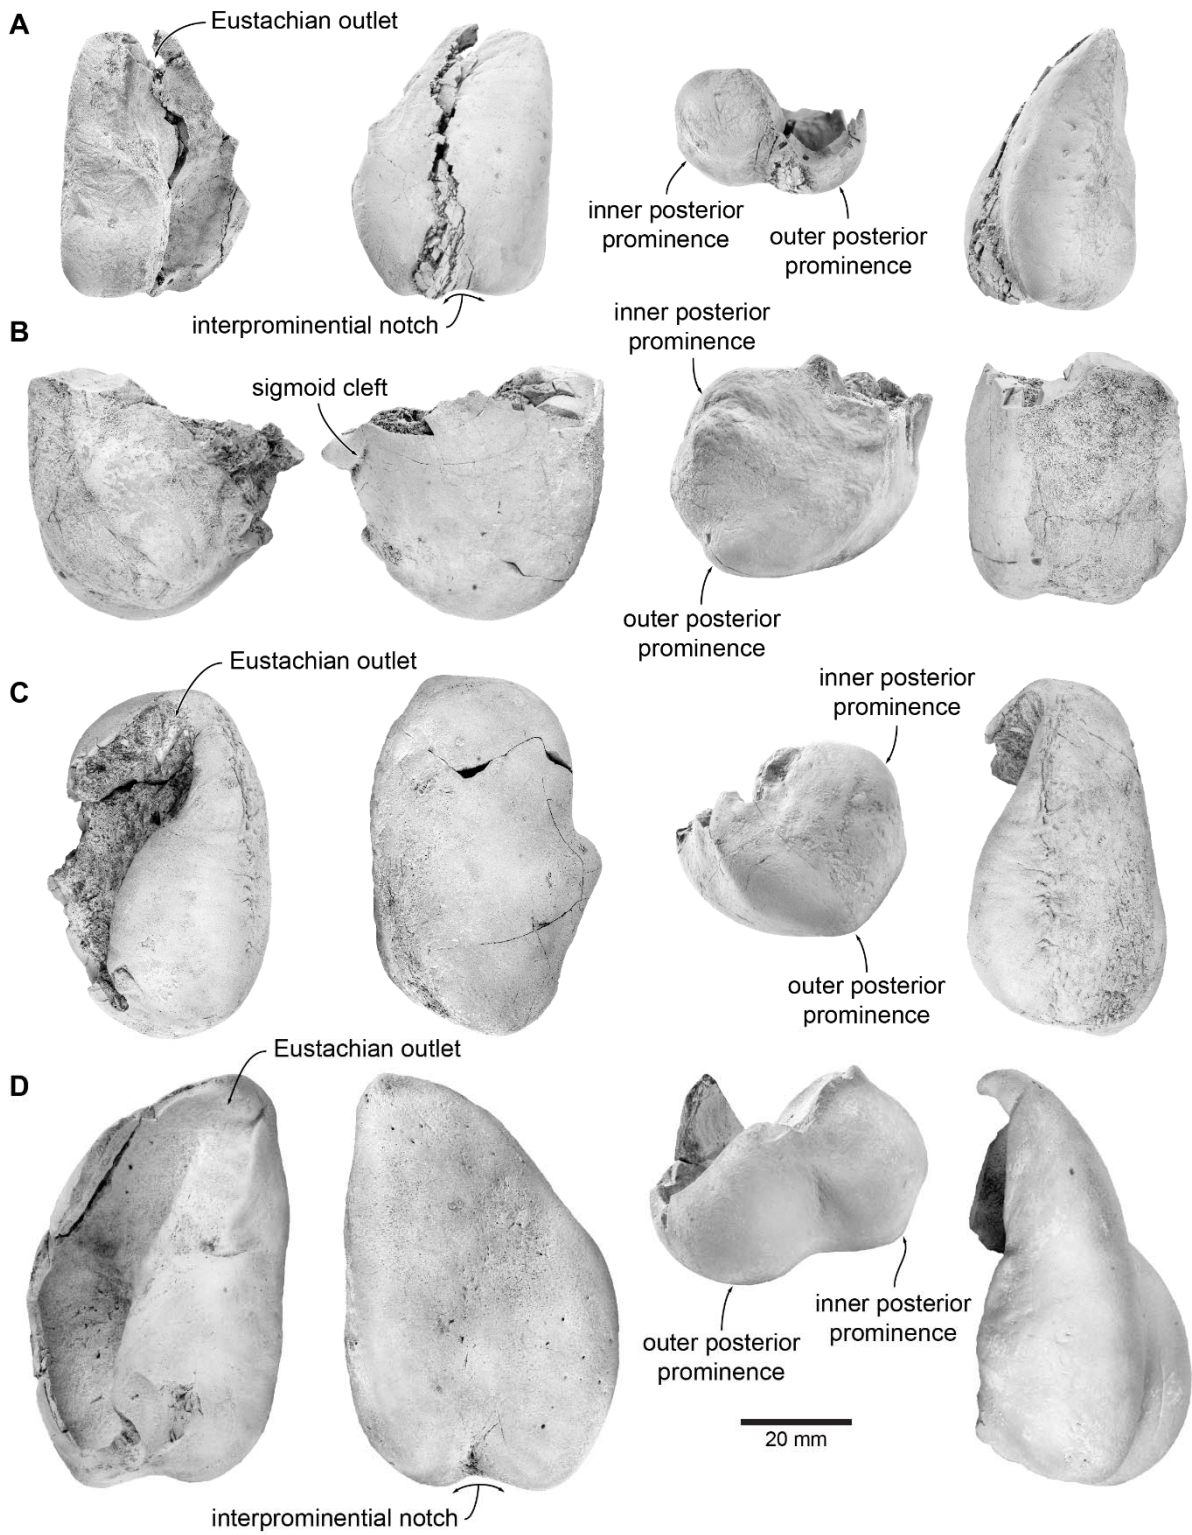 A
Eustachian outlet
inner posterior
prominence
outer posterior
prominence
interprominential notch
B
inner posterior
prominence
sigmoid cleft
outer posterior
prominence
C
Eustachian outlet
inner posterior
prominence
outer posterior
prominence
D
Eustachian outlet
inner posterior
prominence
outer posterior
prominence
20 mm
interprominential notch